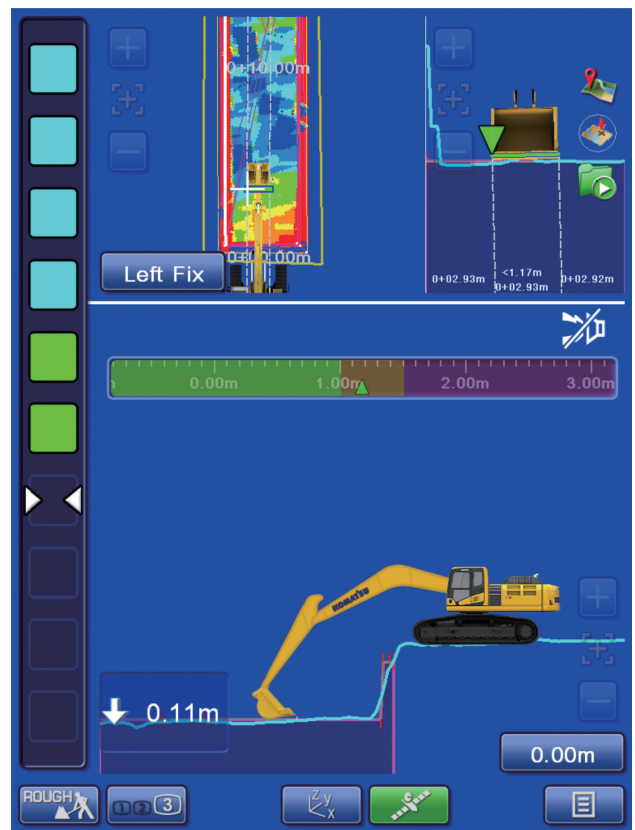 0+10.00m
Left Fix
0+00.00m
0+02.93m
<1.17m
0+02.93m
0+02.92m
0.00m
1.00m
2.00m
3.00m
KOMATSU
0.11m
0.00m
ROUGH
1 2 3
Z
y
x